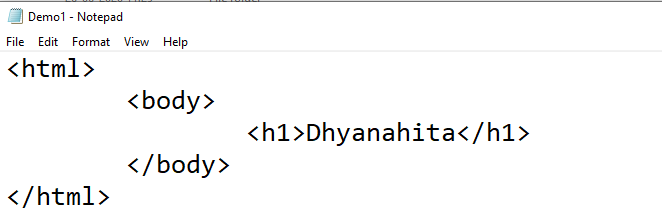 Demo1 - Notepad
File Edit Format View Help
<html>
<body>
<h1>Dhyanahita</h1>
</body>
</html>